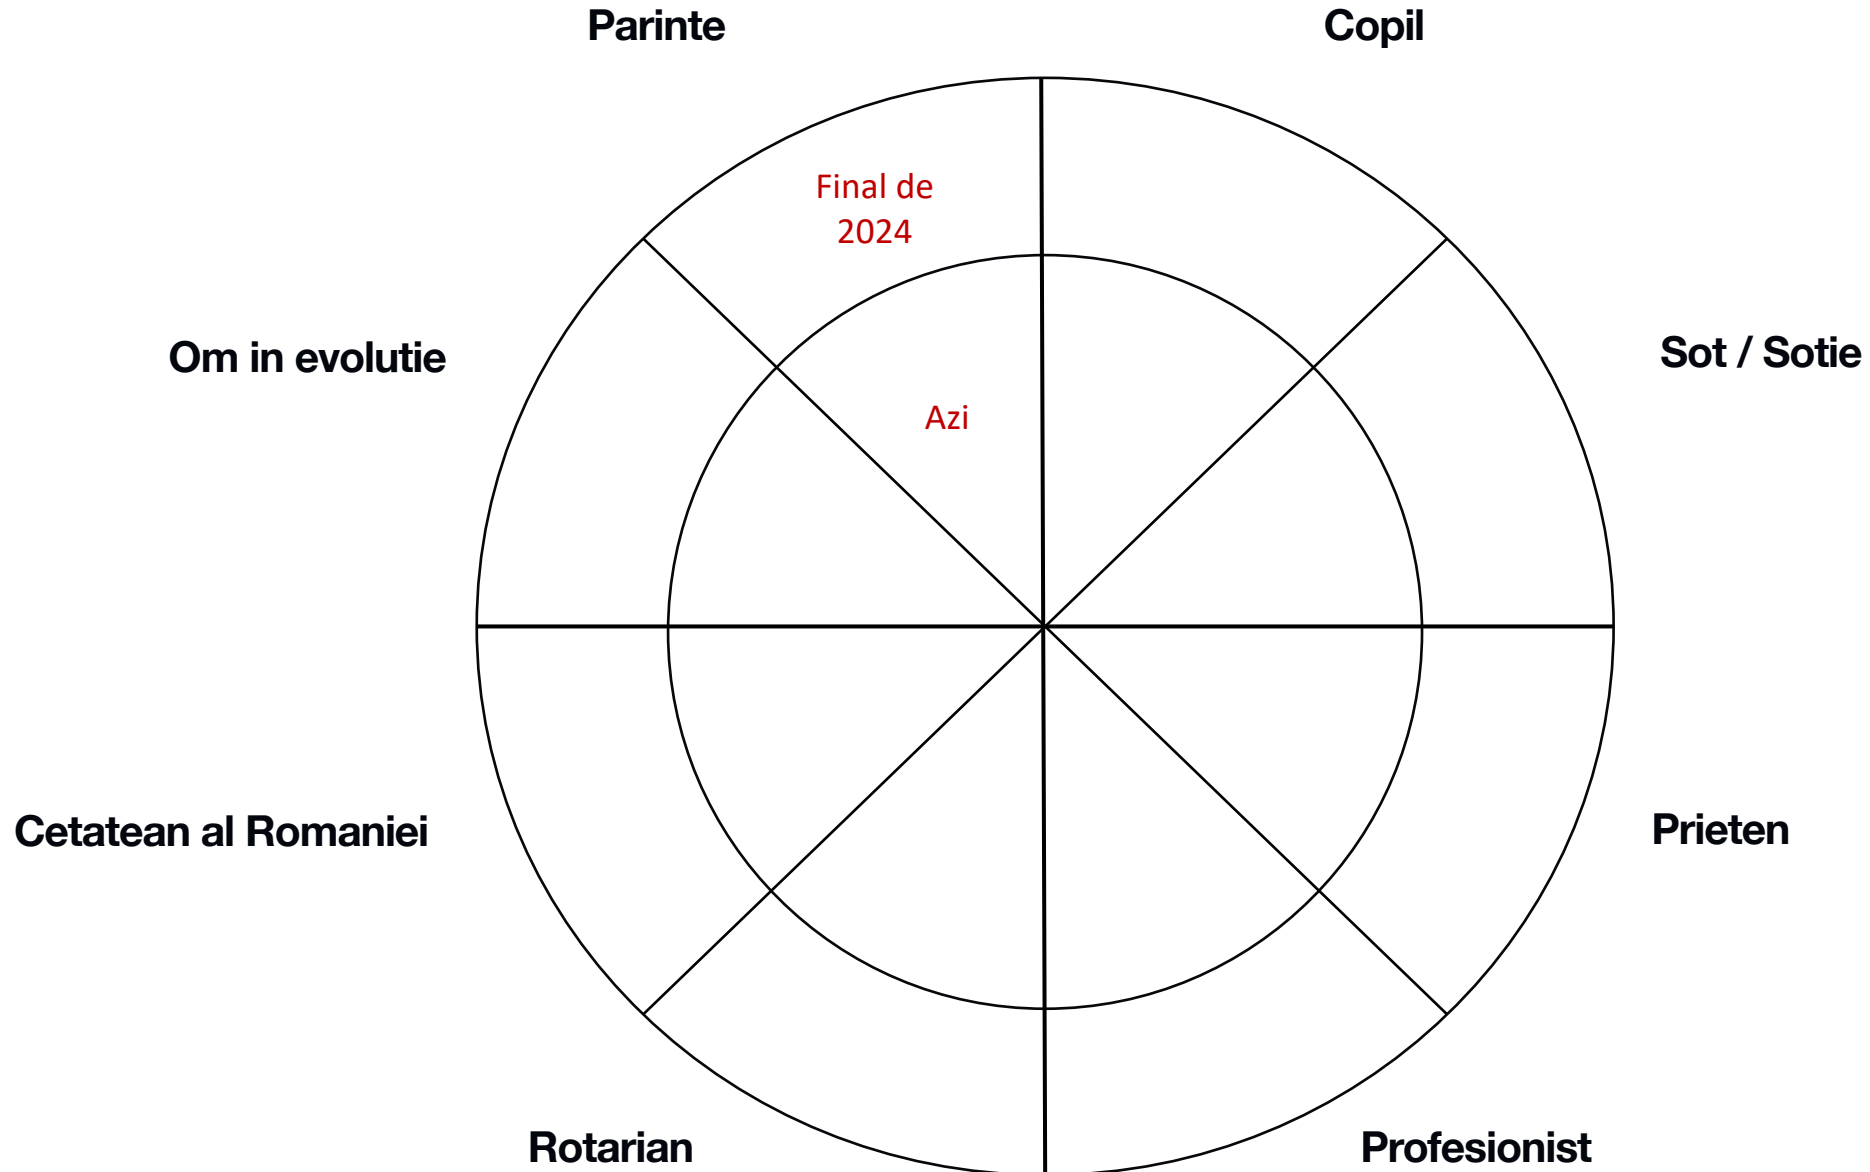 Parinte
Copil
Final de
2024
Om in evolutie
Sot / Sotie
Azi
Cetatean al Romaniei
Prieten
Rotarian
Profesionist